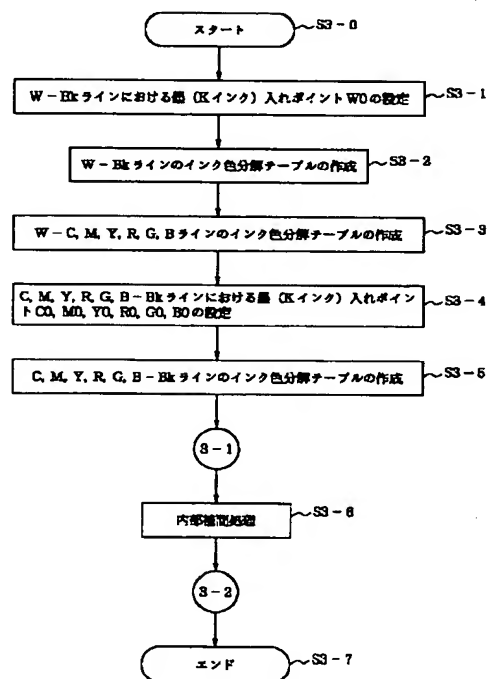 スタート
S3-0
W-Bkラインにおける墨(Kインク)入れポイントW0の設定
S3-1
W-Bkラインのインク色分解テーブルの作成
S3-2
W-C, M, Y, R, G, Bラインのインク色分解テーブルの作成
S3-3
C, M, Y, R, G, B-Bkラインにおける墨(Kインク)入れポイン
トC0, M0, Y0, R0, G0, B0の設定
S3-4
C, M, Y, R, G, B-Bkラインのインク色分解テーブルの作成
S3-5
3-1
内部補間処理
S3-6
3-2
エンド
S3-7